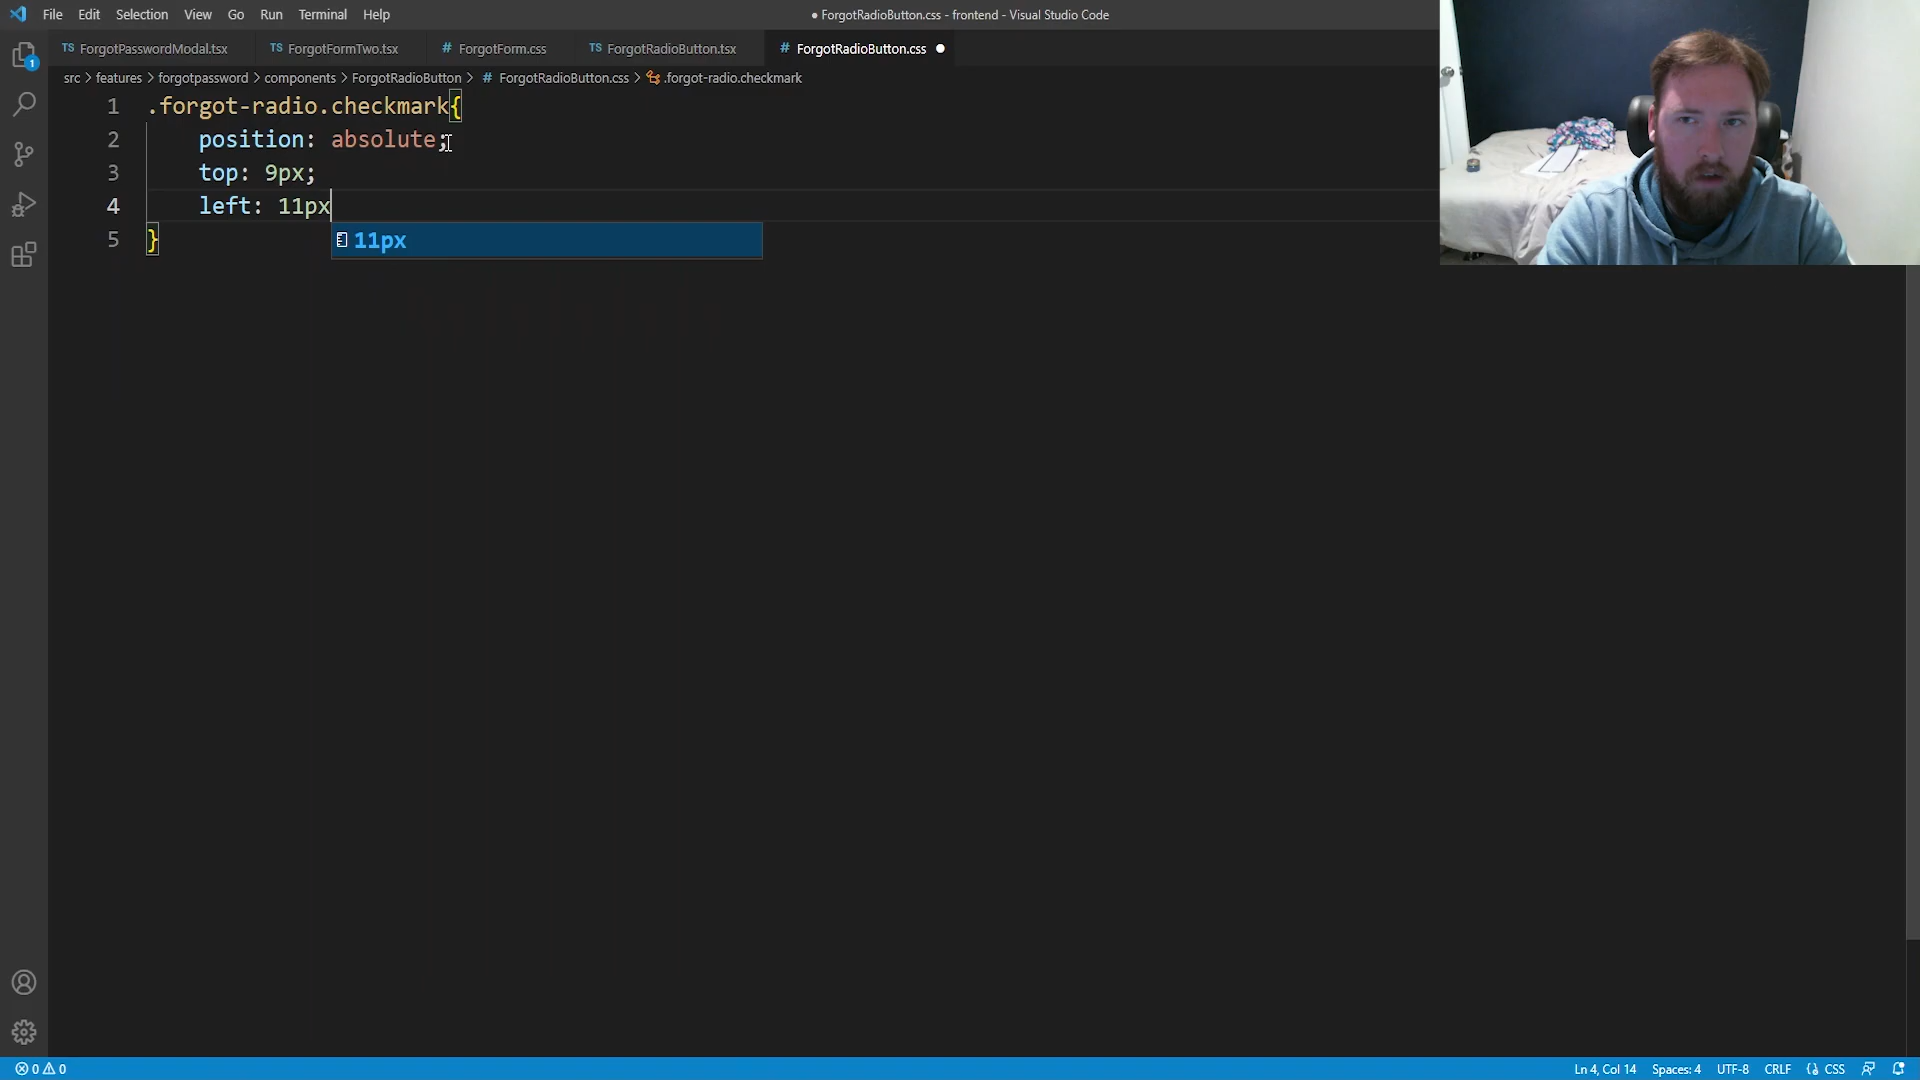 File Edit Selection View Go Run Terminal Help
● ForgotRadioButton.css - frontend - Visual Studio Code
TS ForgotPasswordModal.tsx TS ForgotFormTwo.tsx # ForgotForm.css TS ForgotRadioButton.tsx # ForgotRadioButton.css ●
src > features > forgotpassword > components > ForgotRadioButton > # ForgotRadioButton.css > .forgot-radio.checkmark
1 .forgot-radio.checkmark{
2 position: absolute;
3 top: 9px;
4 left: 11px
5 }
11px
1
0 0 Ln 4, Col 14 Spaces: 4 UTF-8 CRLF {} CSS